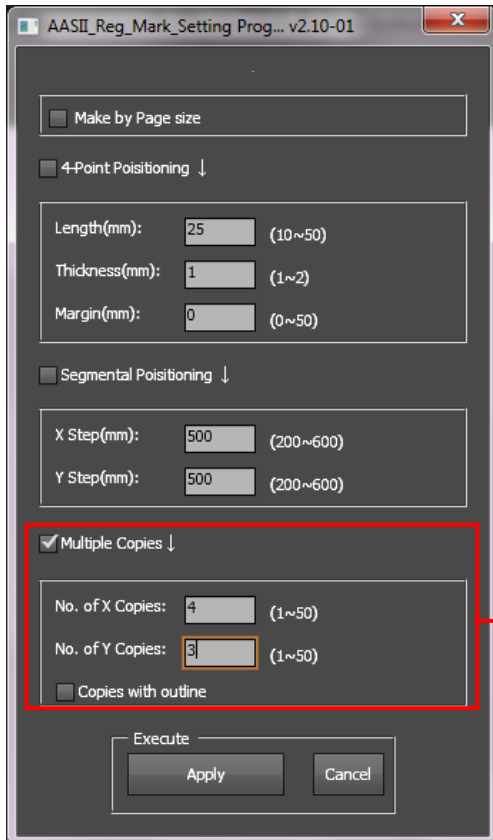 AASII_Reg_Mark_Setting Prog... v2.10-01
Make by Page size
4-Point Poisitioning ↓
Length(mm): 25 (10~50)
Thickness(mm): 1 (1~2)
Margin(mm): 0 (0~50)
Segmental Poisitioning ↓
X Step(mm): 500 (200~600)
Y Step(mm): 500 (200~600)
Multiple Copies ↓
No. of X Copies: 4 (1~50)
No. of Y Copies: 3 (1~50)
Copies with outline
Execute
Apply Cancel